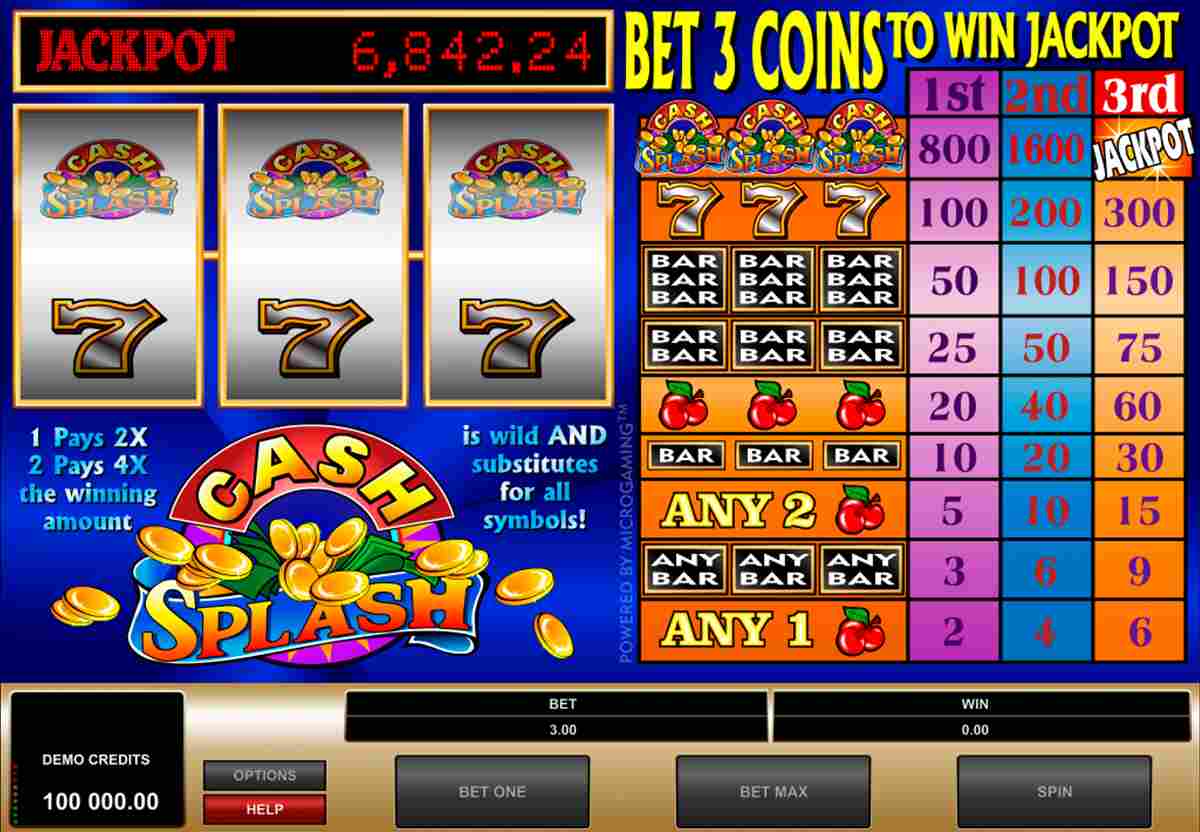 JACKPOT 6,842.24
CASH SPLASH
CASH SPLASH
CASH SPLASH
1 Pays 2X
2 Pays 4X
the winning
amount
CASH
SPLASH
is wild AND
substitutes
for all
symbols!
BET 3 COINS TO WIN JACKPOT
1st 2nd 3rd
CASH SPLASH CASH SPLASH CASH SPLASH 800 1600 JACKPOT
7 7 7 100 200 300
BAR BAR BAR
BAR BAR BAR 50 100 150
BAR BAR BAR
BAR BAR BAR 25 50 75
BAR BAR BAR
20 40 60
BAR BAR BAR 10 20 30
ANY 2 5 10 15
ANY ANY ANY 3 6 9
BAR BAR BAR
ANY 1 2 4 6
POWERED BY MICROGAMING™
7 7 7
DEMO CREDITS
100 000.00
OPTIONS
HELP
BET
3.00
WIN
0.00
BET ONE
BET MAX
SPIN